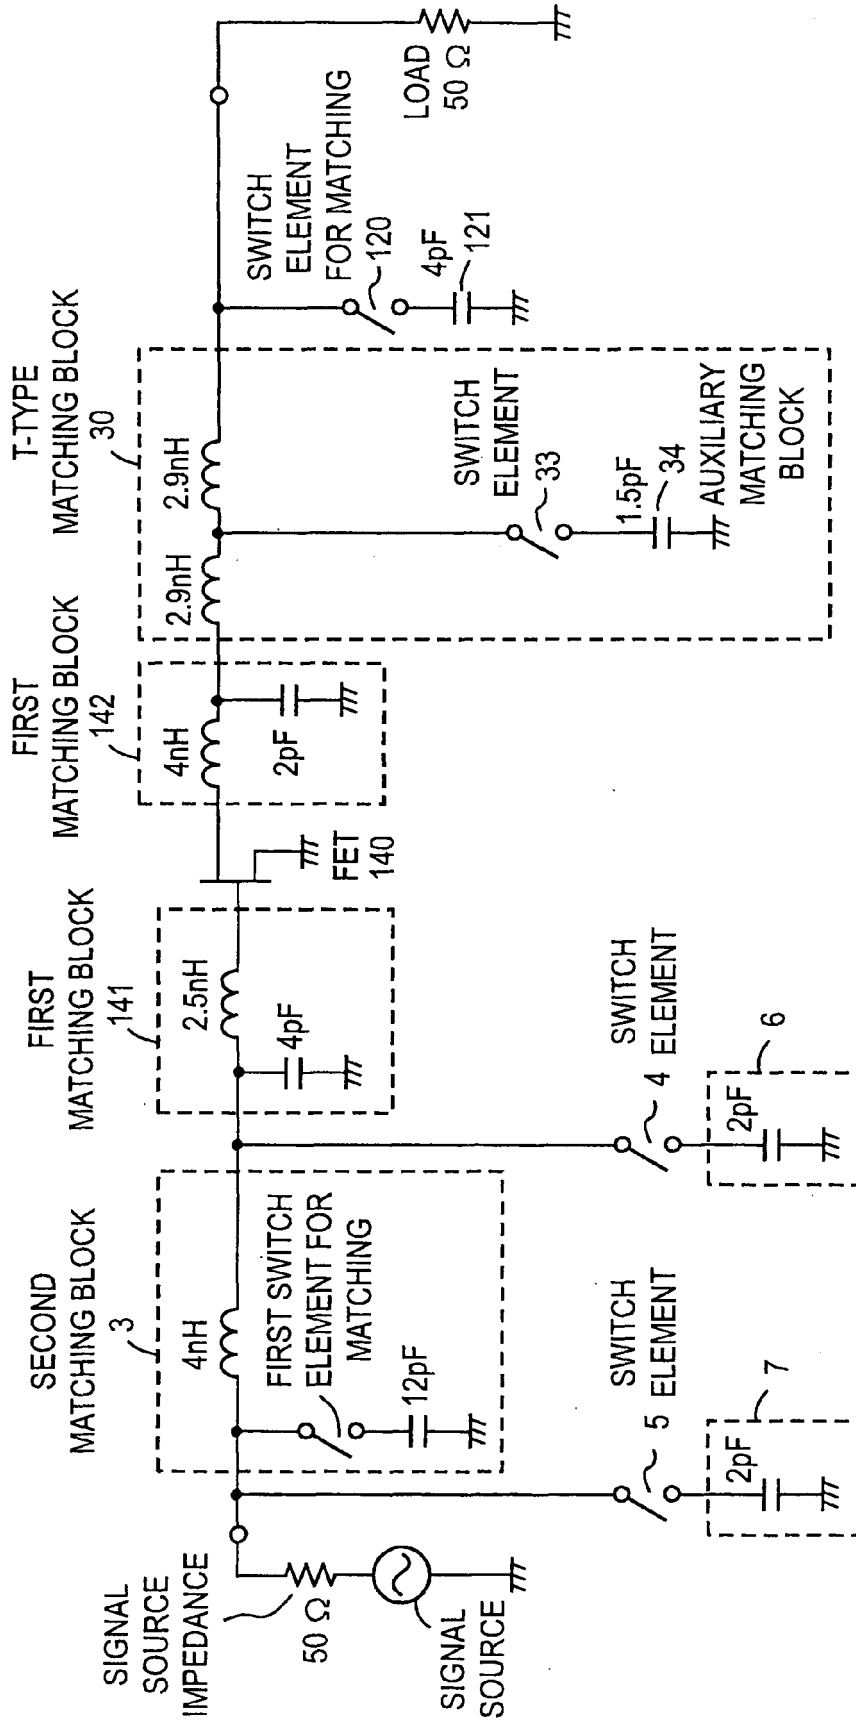 SIGNAL
SOURCE
IMPEDANCE
50 Ω
SIGNAL
SOURCE
SECOND
MATCHING BLOCK
3
4nH
FIRST SWITCH
ELEMENT FOR
MATCHING
12pF
SWITCH
ELEMENT
5
7
2pF
FIRST
MATCHING BLOCK
141
2.5nH
4pF
SWITCH
ELEMENT
4
6
2pF
FET
140
FIRST
MATCHING BLOCK
142
4nH
2pF
T-TYPE
MATCHING BLOCK
30
2.9nH
2.9nH
SWITCH
ELEMENT
33
1.5pF
34
AUXILIARY
MATCHING
BLOCK
SWITCH
ELEMENT
FOR MATCHING
120
4pF
121
LOAD
50 Ω